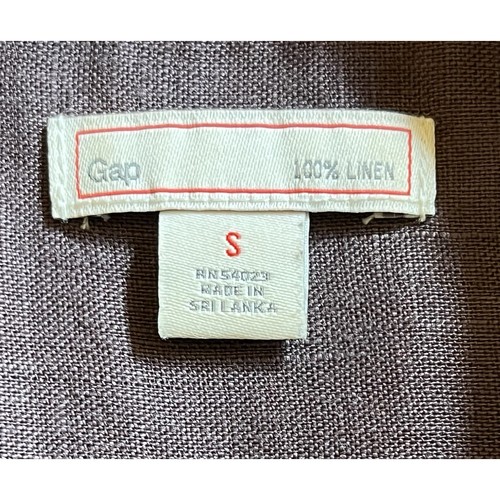 Gap 100% LINEN
S
RN54023
MADE IN
SRI LANKA